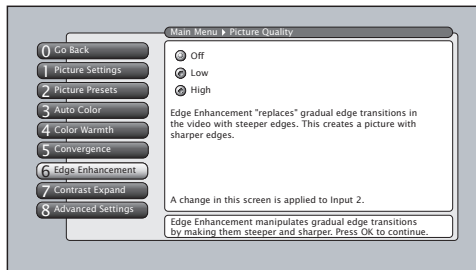 Main Menu Picture Quality
0 Go Back
1 Picture Settings
2 Picture Presets
3 Auto Color
4 Color Warmth
5 Convergence
6 Edge Enhancement
7 Contrast Expand
8 Advanced Settings
Off
Low
High
Edge Enhancement "replaces" gradual edge transitions in
the video with steeper edges. This creates a picture with
sharper edges.
A change in this screen is applied to Input 2.
Edge Enhancement manipulates gradual edge transitions
by making them steeper and sharper. Press OK to continue.